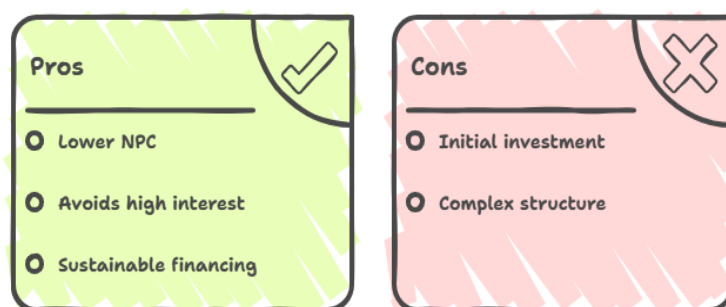 Pros
Lower NPC
Avoids high interest
Sustainable financing
Cons
Initial investment
Complex structure